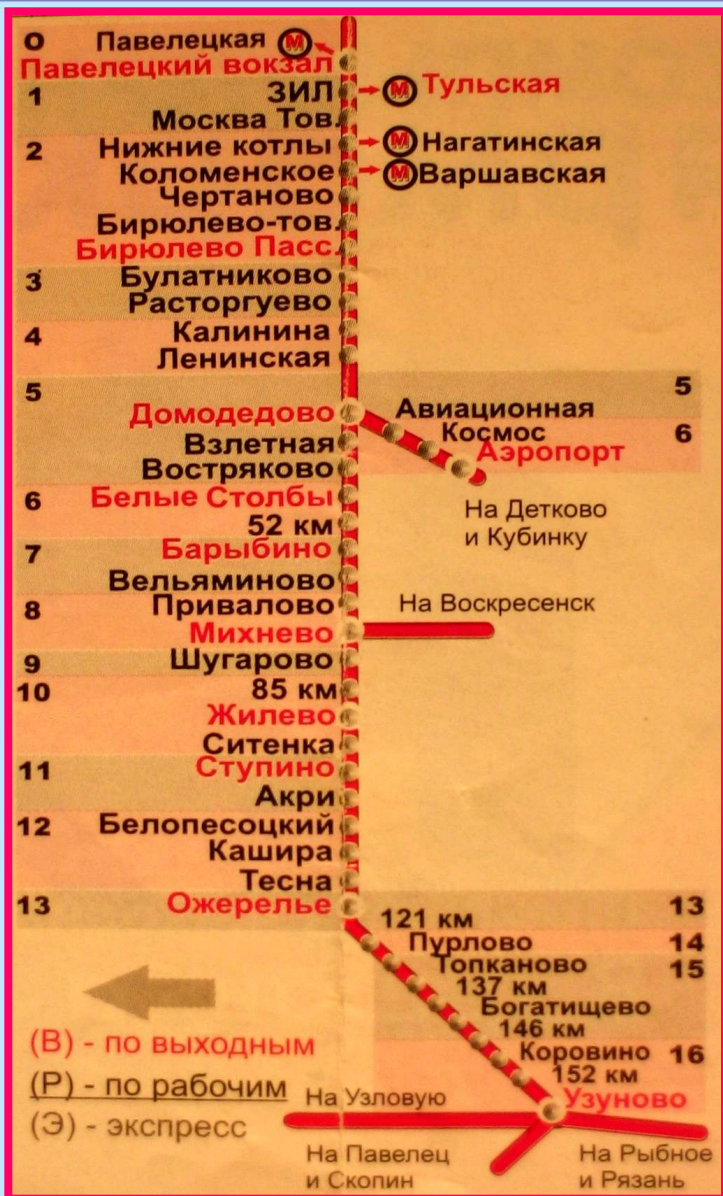 0 Павелецкая М
Павелецкий вокзал
1 ЗИЛ М Тульская
Москва Тов.
2 Нижние котлы М Нагатинская
Коломенское М Варшавская
Чертаново
Бирюлево-тов.
Бирюлево Пасс.
3 Булатниково
Расторгуево
4 Калинина
Ленинская
5
Домодедово
Взлетная
Востряково
Авиационная 5
Космос 6
Аэропорт
На Детково
и Кубинку
6 Белые Столбы
52 км
7 Барыбино
Вельяминово
8 Привалово
Михнево
На Воскресенск
9 Шугарово
10 85 км
Жилево
Ситенка
11 Ступино
Акри
12 Белопесоцкий
Кашира
Тесна
13 Ожерелье
121 км 13
Пурлово 14
Топканово 15
137 км
Богатищево
146 км
Коровино 16
152 км
Узуново
(В) - по выходным
(Р) - по рабочим
(Э) - экспресс
На Узловую
На Павелец
и Скопин
На Рыбное
и Рязань